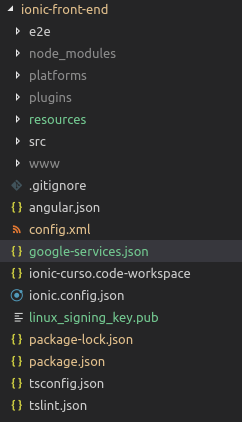 ionic-front-end
e2e
node_modules
platforms
plugins
resources
src
www
.gitignore
angular.json
config.xml
google-services.json
ionic-curso.code-workspace
ionic.config.json
linux_signing_key.pub
package-lock.json
package.json
tsconfig.json
tslint.json